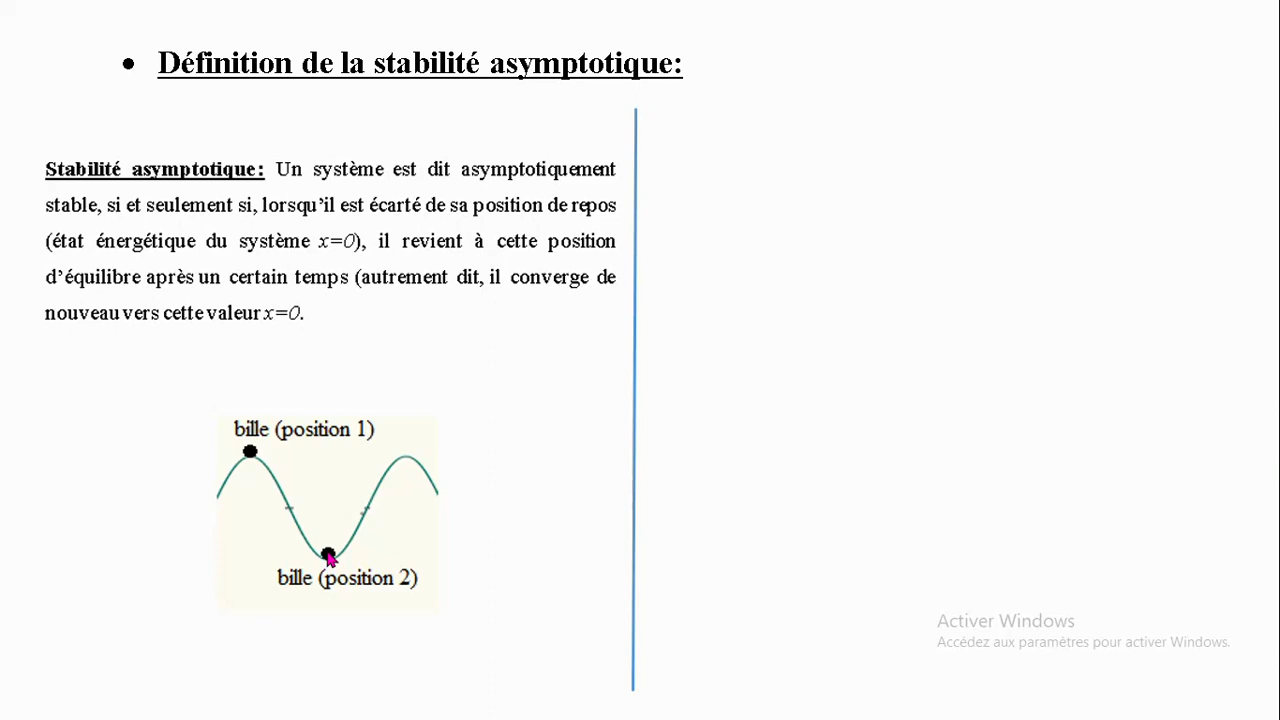 • Définition de la stabilité asymptotique:
Stabilité asymptotique: Un système est dit asymptotiquement
stable, si et seulement si, lorsqu’il est écarté de sa position de repos
(état énergétique du système x=0), il revient à cette position
d’équilibre après un certain temps (autrement dit, il converge de
nouveau vers cette valeur x=0.
bille (position 1)
bille (position 2)
Activer Windows
Accédez aux paramètres pour activer Windows.